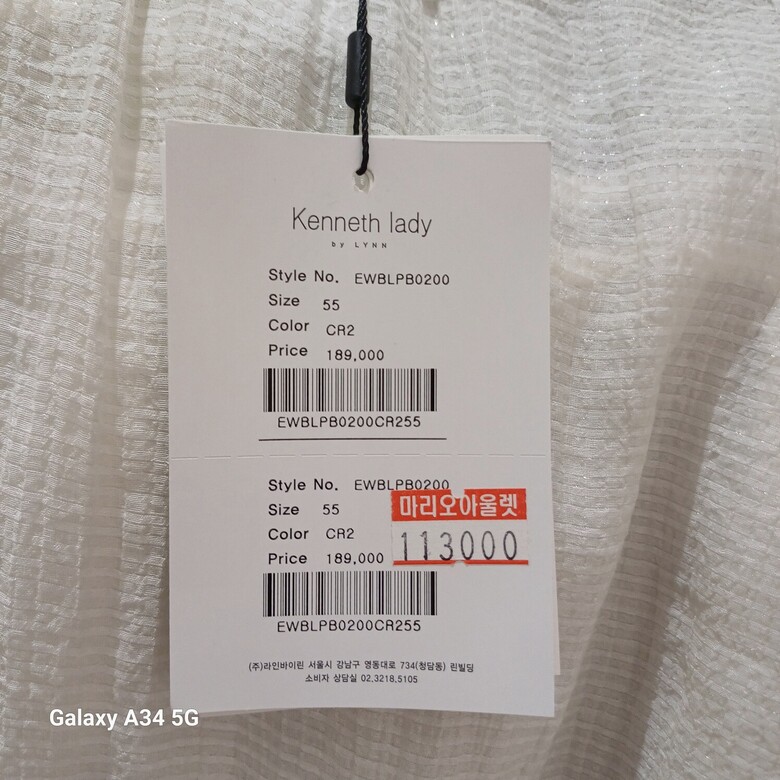 Kenneth lady
by LYNN
Style No. EWBLPB0200
Size 55
Color CR2
Price 189,000
EWBLPB0200CR255
Style No. EWBLPB0200
Size 55
Color CR2
Price 189,000
마리오아울렛
113000
EWBLPB0200CR255
(주)라인바이린 서울시 강남구 영동대로 734(청담동) 린빌딩
소비자 상담실 02.3218.5105
Galaxy A34 5G